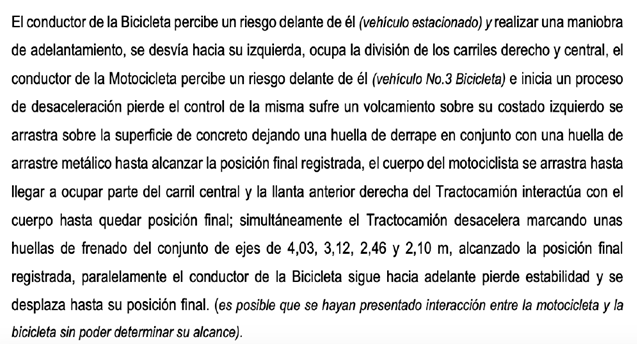 El conductor de la Bicicleta percibe un riesgo delante de él (vehículo estacionado) y realizar una maniobra
de adelantamiento, se desvía hacia su izquierda, ocupa la división de los carriles derecho y central, el
conductor de la Motocicleta percibe un riesgo delante de él (vehículo No.3 Bicicleta) e inicia un proceso
de desaceleración pierde el control de la misma sufre un volcamiento sobre su costado izquierdo se
arrastra sobre la superficie de concreto dejando una huella de derrape en conjunto con una huella de
arrastre metálico hasta alcanzar la posición final registrada, el cuerpo del motociclista se arrastra hasta
llegar a ocupar parte del carril central y la llanta anterior derecha del Tractocamión interactúa con el
cuerpo hasta quedar posición final; simultáneamente el Tractocamión desacelera marcando unas
huellas de frenado del conjunto de ejes de 4,03, 3,12, 2,46 y 2,10 m, alcanzado la posición final
registrada, paralelamente el conductor de la Bicicleta sigue hacia adelante pierde estabilidad y se
desplaza hasta su posición final. (es posible que se hayan presentado interacción entre la motocicleta y la
bicicleta sin poder determinar su alcance).